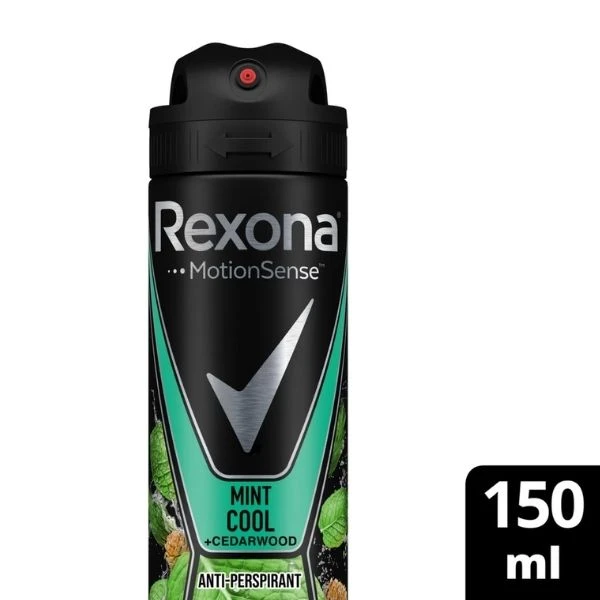 Rexona
MotionSense™
MINT
COOL
+CEDARWOOD
ANTI-PERSPIRANT
150
ml